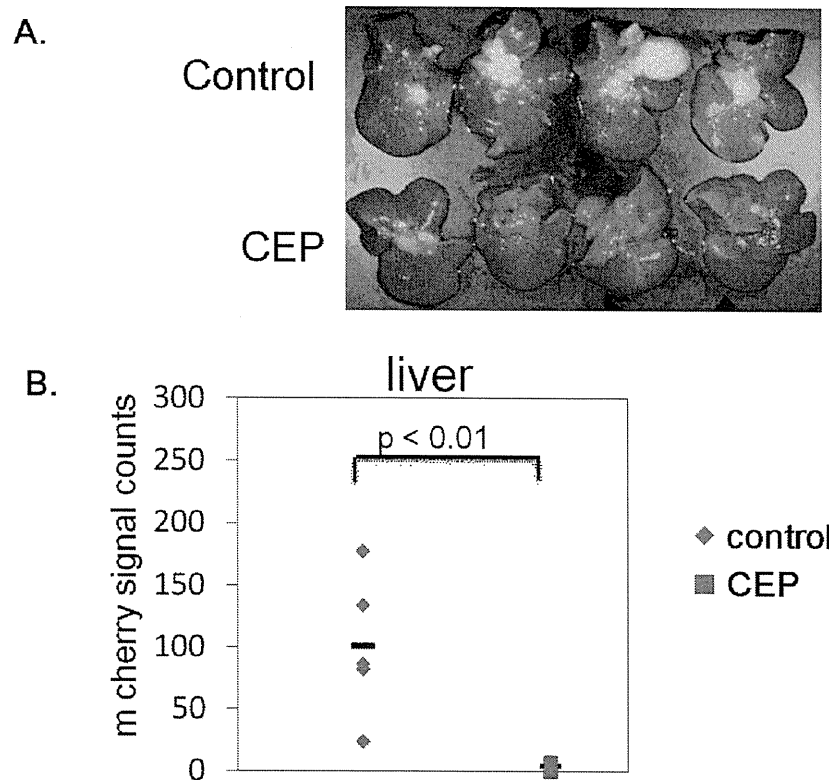 A.
Control
CEP
B.
liver
m cherry signal counts
300
250
200
150
100
50
0
p < 0.01
control
CEP